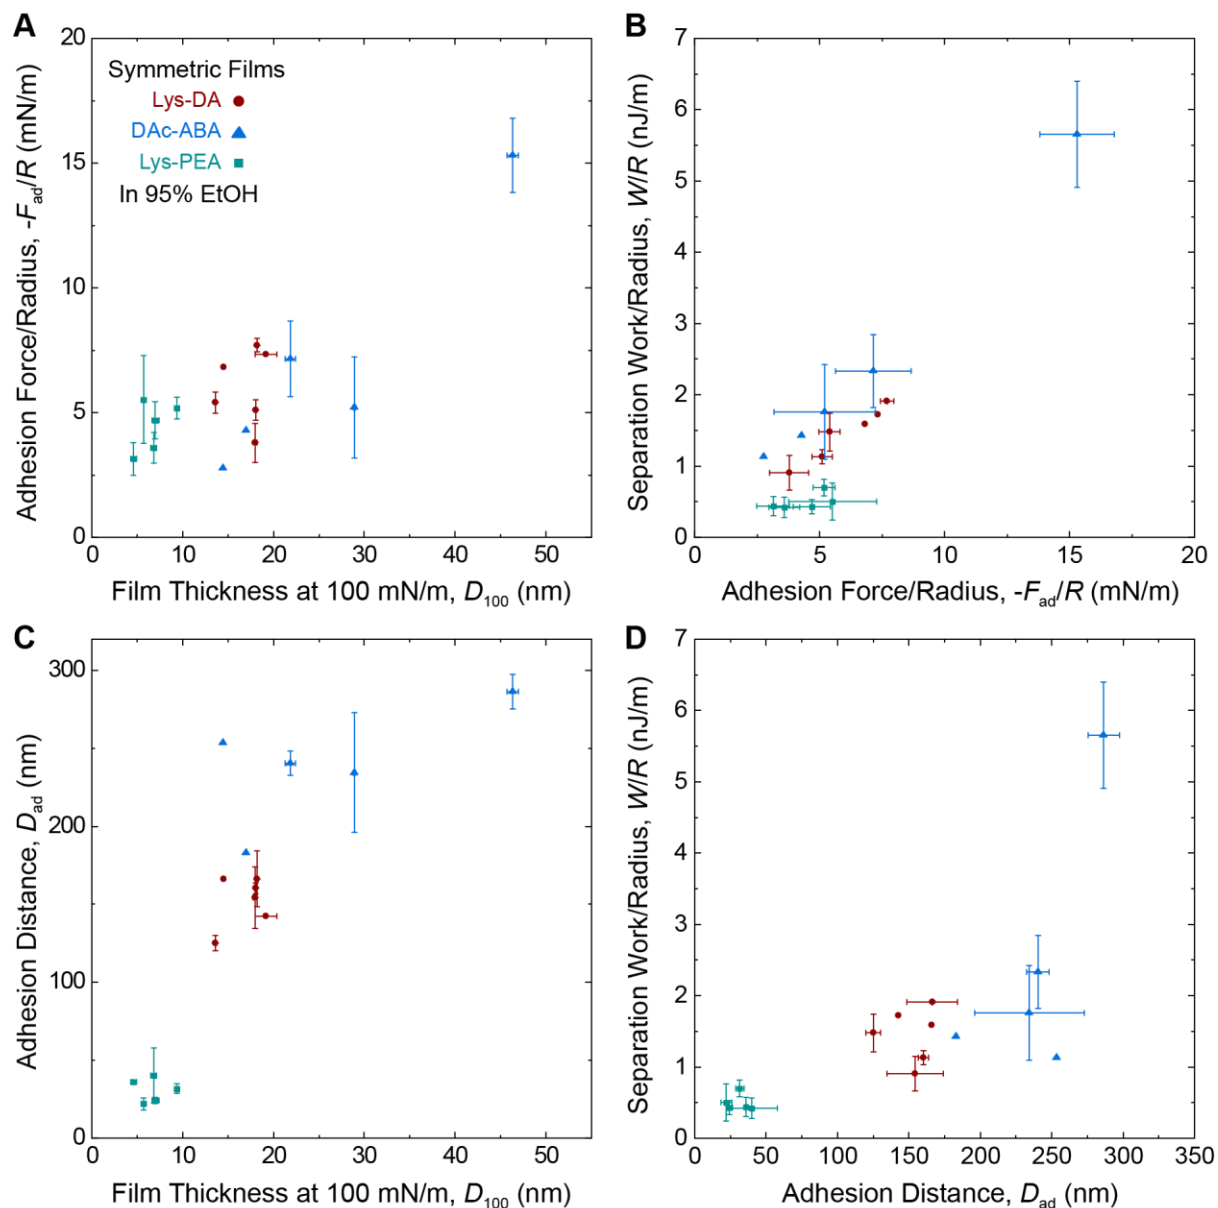 A
20
15
10
5
0
Adhesion Force/Radius, -F_ad/R (mN/m)
Symmetric Films
Lys-DA
DAc-ABA
Lys-PEA
In 95% EtOH
0 10 20 30 40 50
Film Thickness at 100 mN/m, D_100 (nm)
B
7
6
5
4
3
2
1
0
Separation Work/Radius, W/R (nJ/m)
0 5 10 15 20
Adhesion Force/Radius, -F_ad/R (mN/m)
C
300
200
100
0
Adhesion Distance, D_ad (nm)
0 10 20 30 40 50
Film Thickness at 100 mN/m, D_100 (nm)
D
7
6
5
4
3
2
1
0
Separation Work/Radius, W/R (nJ/m)
0 50 100 150 200 250 300 350
Adhesion Distance, D_ad (nm)